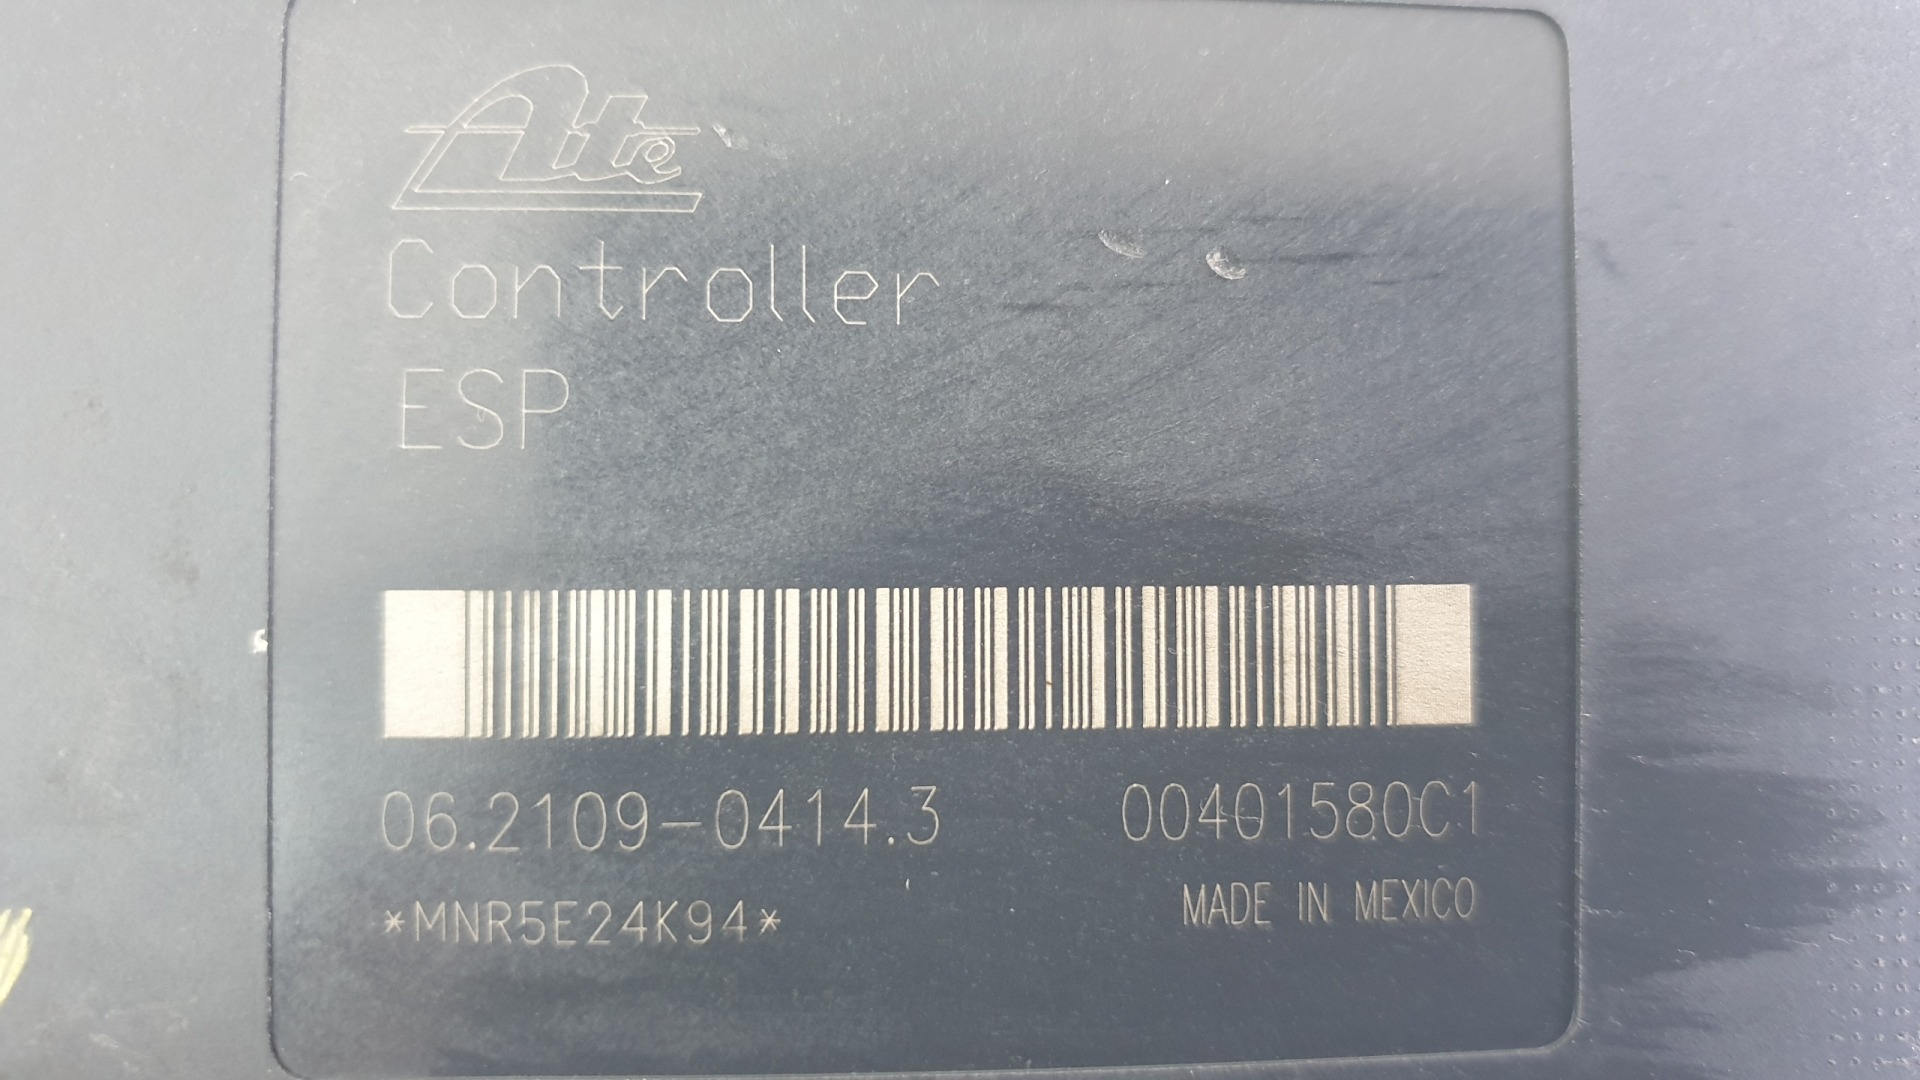 Ate
Controller
ESP
06.2109-0414.3 00401580C1
*MNR5E24K94* MADE IN MEXICO